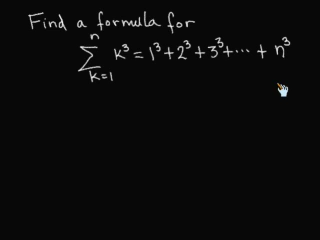 Find a formula for
n
∑ k³ = 1³ + 2³ + 3³ + ⋯ + n³
k=1